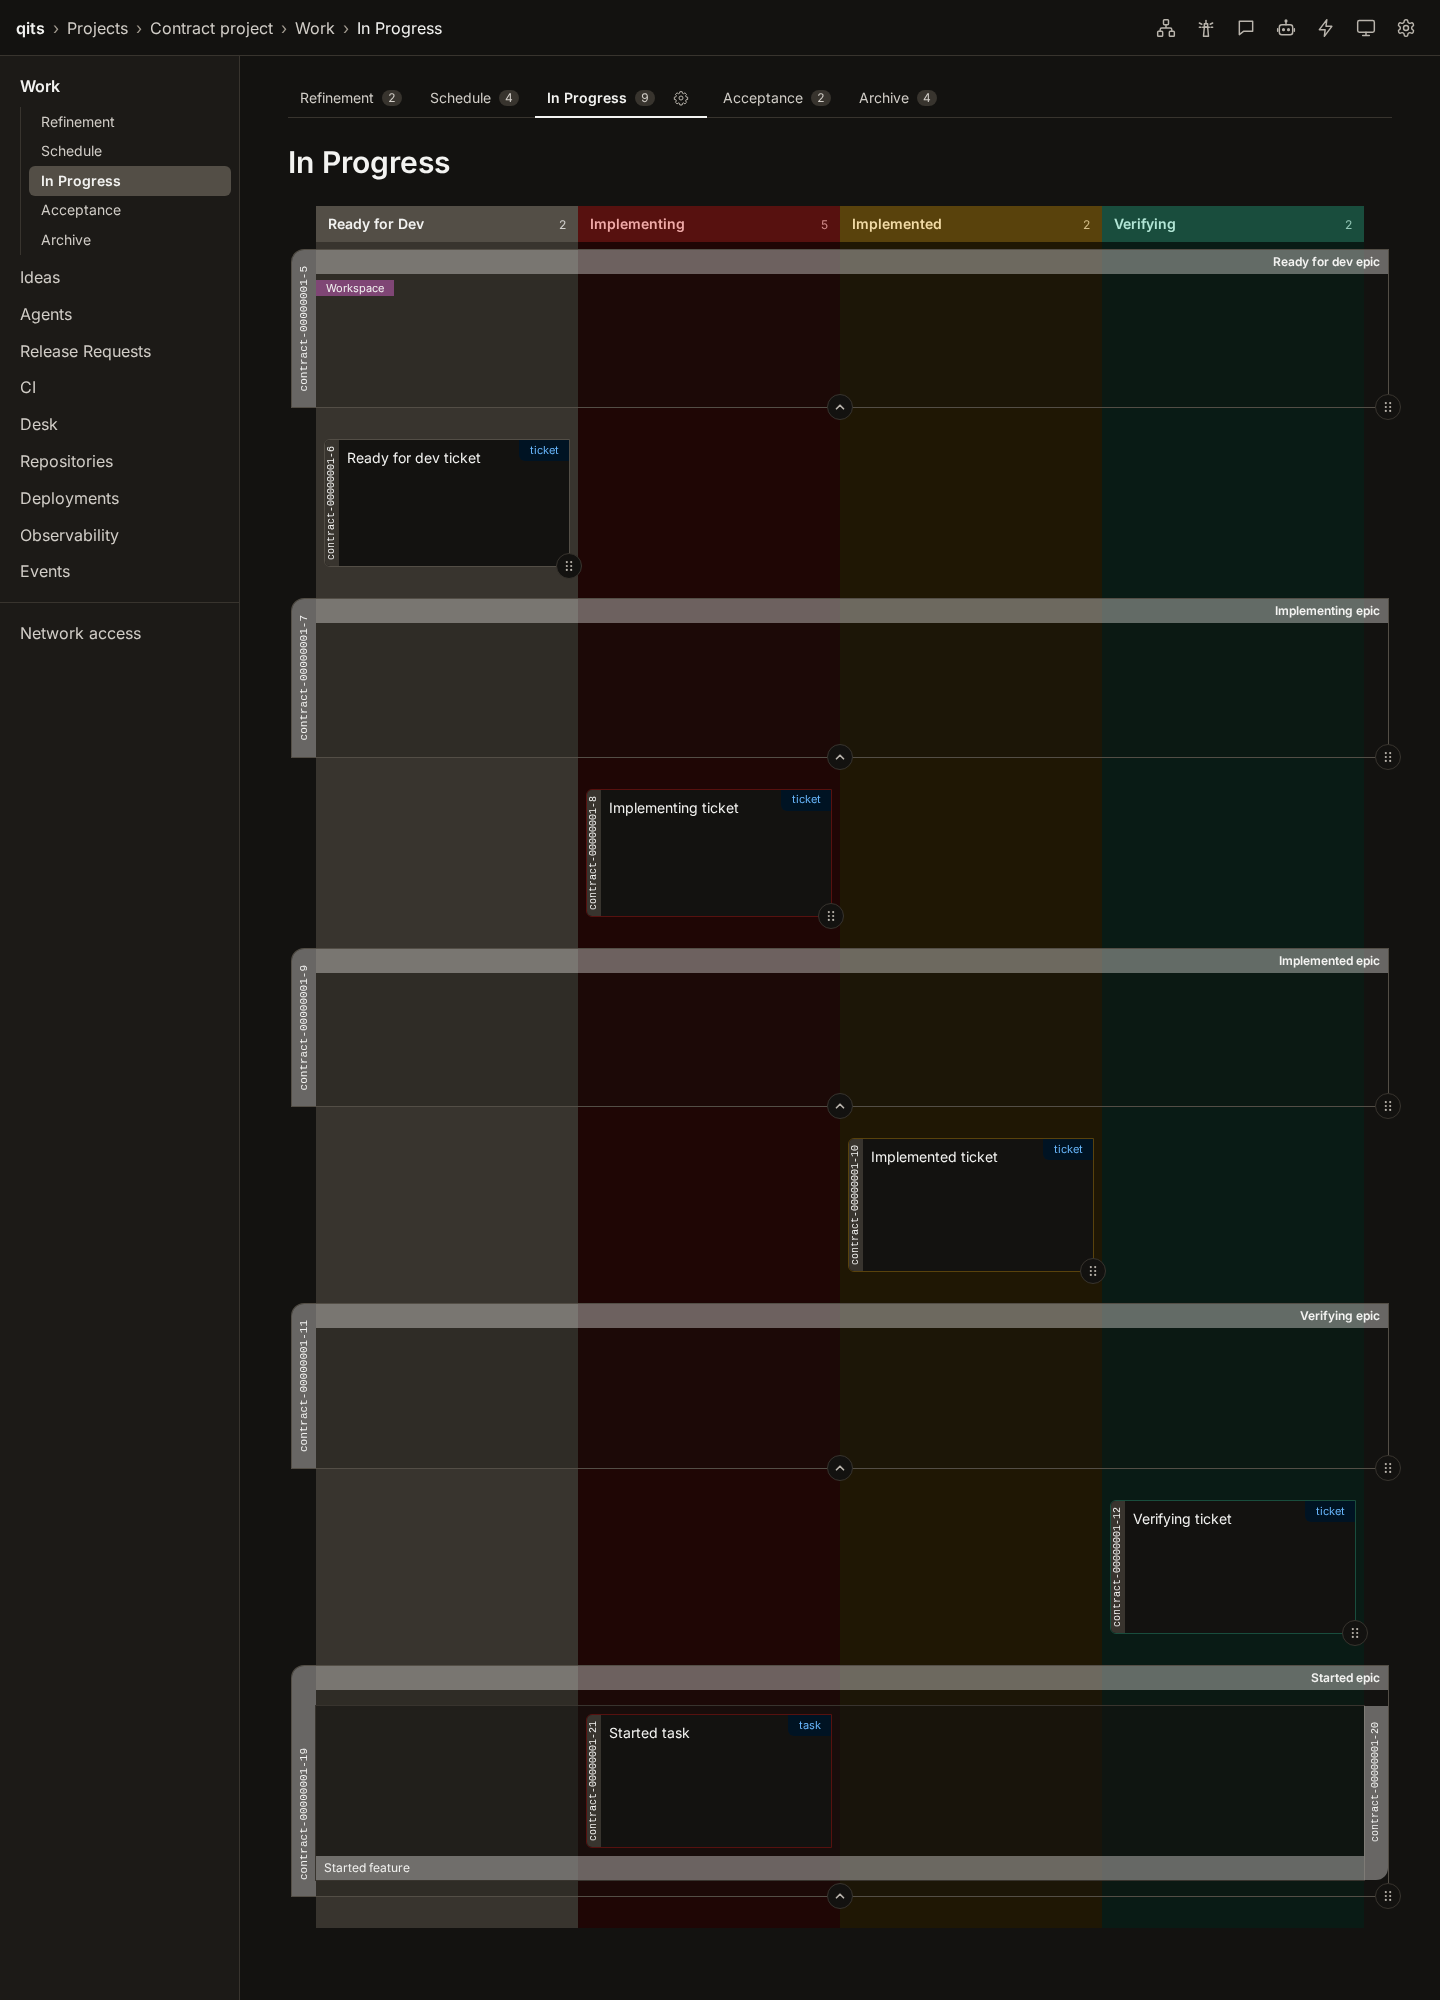 qits › Projects › Contract project › Work › In Progress
Work
Refinement
Schedule
In Progress
Acceptance
Archive
Ideas
Agents
Release Requests
CI
Desk
Repositories
Deployments
Observability
Events
Network access
Refinement 2 Schedule 4 In Progress 9 Acceptance 2 Archive 4
In Progress
Ready for Dev 2 Implementing 5 Implemented 2 Verifying 2
contract-00000001-5
Ready for dev epic
Workspace
contract-00000001-6
Ready for dev ticket
ticket
contract-00000001-7
Implementing epic
contract-00000001-8
Implementing ticket
ticket
contract-00000001-9
Implemented epic
contract-00000001-10
Implemented ticket
ticket
contract-00000001-11
Verifying epic
contract-00000001-12
Verifying ticket
ticket
contract-00000001-19
Started epic
contract-00000001-21
Started task
task
contract-00000001-20
Started feature